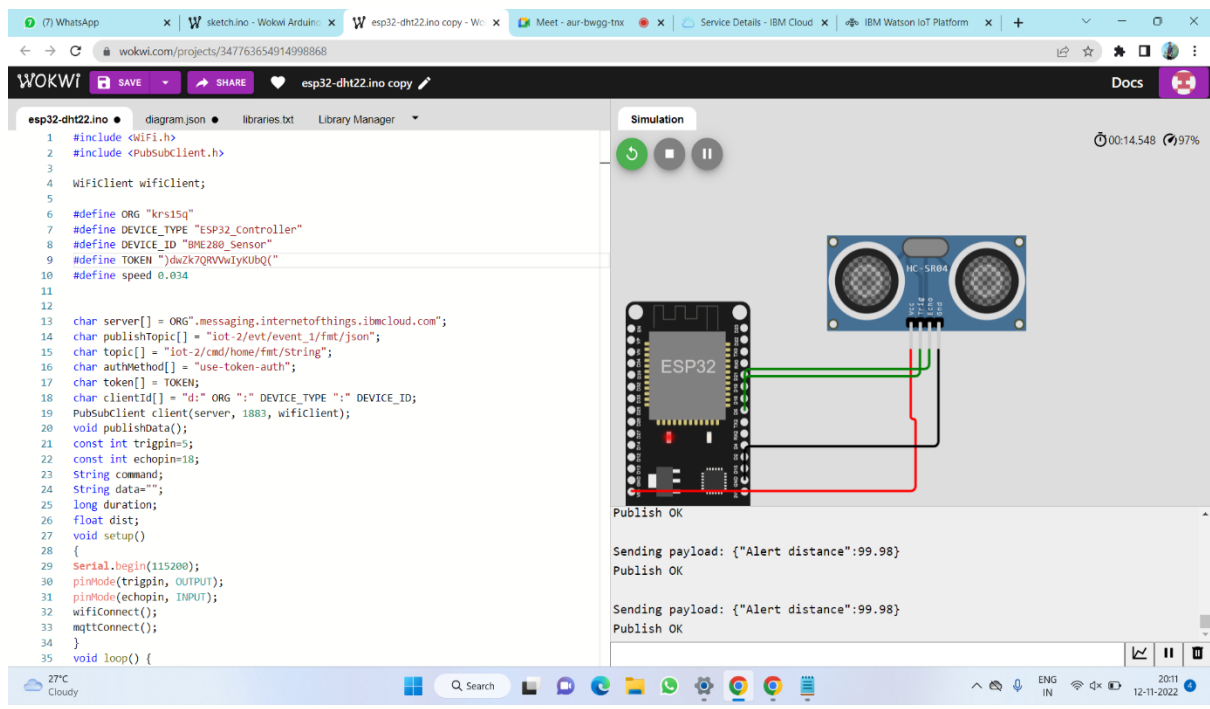 (7) WhatsApp
sketch.ino - Wokwi Arduino
esp32-dht22.ino copy - Wo
Meet - aur-bwgg-tnx
Service Details - IBM Cloud
IBM Watson IoT Platform
wokwi.com/projects/347763654914998868
WOKWI
SAVE
SHARE
esp32-dht22.ino copy
Docs
esp32-dht22.ino
diagram.json
libraries.txt
Library Manager
1 #include <WiFi.h>
2 #include <PubSubClient.h>
3
4 WiFiClient wifiClient;
5
6 #define ORG "krs15q"
7 #define DEVICE_TYPE "ESP32_Controller"
8 #define DEVICE_ID "BME280_Sensor"
9 #define TOKEN ")dwZk7QRVVwIyKUbQ("
10 #define speed 0.034
11
12
13 char server[] = ORG".messaging.internetofthings.ibmcloud.com";
14 char publishTopic[] = "iot-2/evt/event_1/fmt/json";
15 char topic[] = "iot-2/cmd/home/fmt/String";
16 char authMethod[] = "use-token-auth";
17 char token[] = TOKEN;
18 char clientId[] = "d:" ORG ":" DEVICE_TYPE ":" DEVICE_ID;
19 PubSubClient client(server, 1883, wifiClient);
20 void publishData();
21 const int trigpin=5;
22 const int echopin=18;
23 String command;
24 String data="";
25 long duration;
26 float dist;
27 void setup()
28 {
29 Serial.begin(115200);
30 pinMode(trigpin, OUTPUT);
31 pinMode(echopin, INPUT);
32 wifiConnect();
33 mqttConnect();
34 }
35 void loop() {
Simulation
00:14.548
97%
HC-SR04
Vcc
Trig
Echo
Gnd
ESP32
Publish OK
Sending payload: {"Alert distance":99.98}
Publish OK
Sending payload: {"Alert distance":99.98}
Publish OK
27°C
Cloudy
Search
ENG
IN
20:11
12-11-2022
4